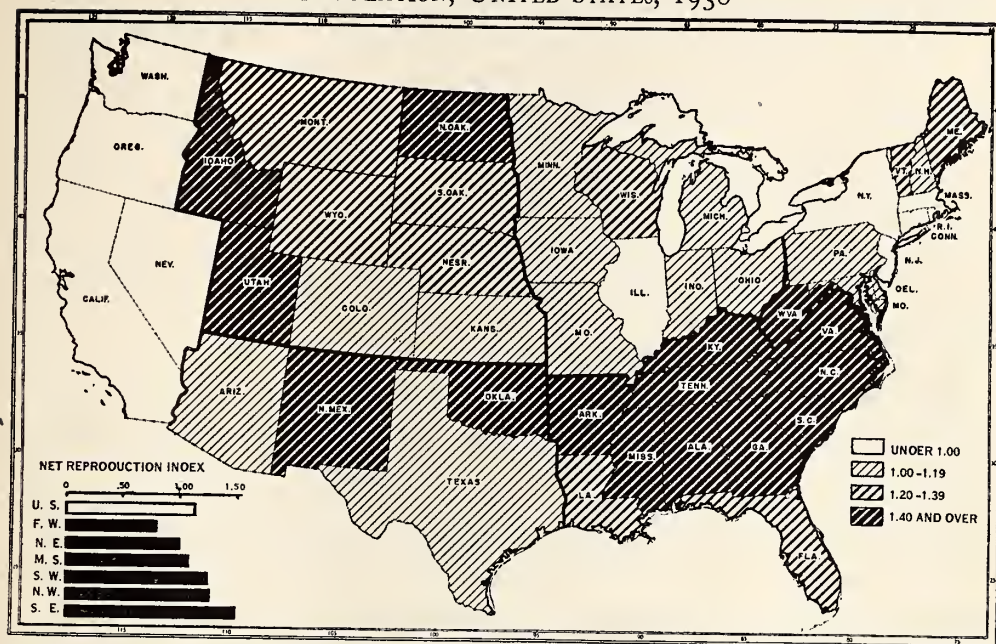 UNITED STATES, 1930
WASH.
MONT.
N.DAK.
MINN.
ME.
OREG.
IDAHO
S.DAK.
WIS.
MICH.
VT.
N.H.
N.Y.
MASS.
R.I.
CONN.
WYO.
IOWA
NEBR.
PA.
N.J.
NEV.
UTAH
COLO.
KANS.
MO.
ILL.
IND.
OHIO
DEL.
MD.
CALIF.
W.VA.
VA.
KY.
N.C.
TENN.
ARIZ.
N.MEX.
OKLA.
ARK.
S.C.
MISS.
ALA.
GA.
TEXAS
LA.
FLA.
UNDER 1.00
1.00-1.19
1.20-1.39
1.40 AND OVER
NET REPRODUCTION INDEX
0 .50 1.00 1.50
U. S.
F. W.
N. E.
M. S.
S. W.
N. W.
S. E.